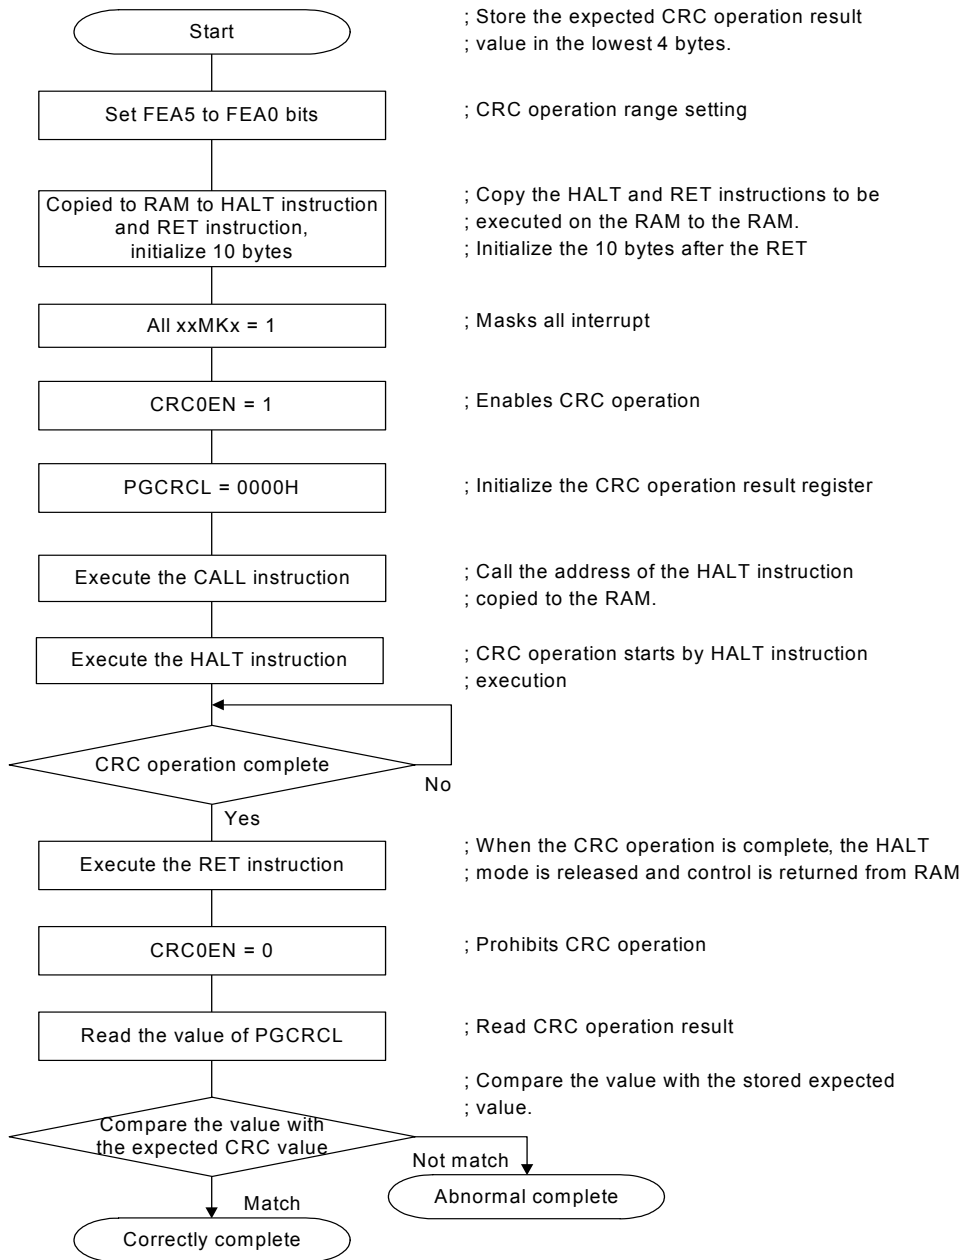 Start
; Store the expected CRC operation result
; value in the lowest 4 bytes.
Set FEA5 to FEA0 bits
; CRC operation range setting
Copied to RAM to HALT instruction
and RET instruction,
initialize 10 bytes
; Copy the HALT and RET instructions to be
; executed on the RAM to the RAM.
; Initialize the 10 bytes after the RET
All xxMKx = 1
; Masks all interrupt
CRC0EN = 1
; Enables CRC operation
PGCRCL = 0000H
; Initialize the CRC operation result register
Execute the CALL instruction
; Call the address of the HALT instruction
; copied to the RAM.
Execute the HALT instruction
; CRC operation starts by HALT instruction
; execution
CRC operation complete
No
Yes
Execute the RET instruction
; When the CRC operation is complete, the HALT
; mode is released and control is returned from RAM
CRC0EN = 0
; Prohibits CRC operation
Read the value of PGCRCL
; Read CRC operation result
; Compare the value with the stored expected
; value.
Compare the value with
the expected CRC value
Not match
Abnormal complete
Match
Correctly complete